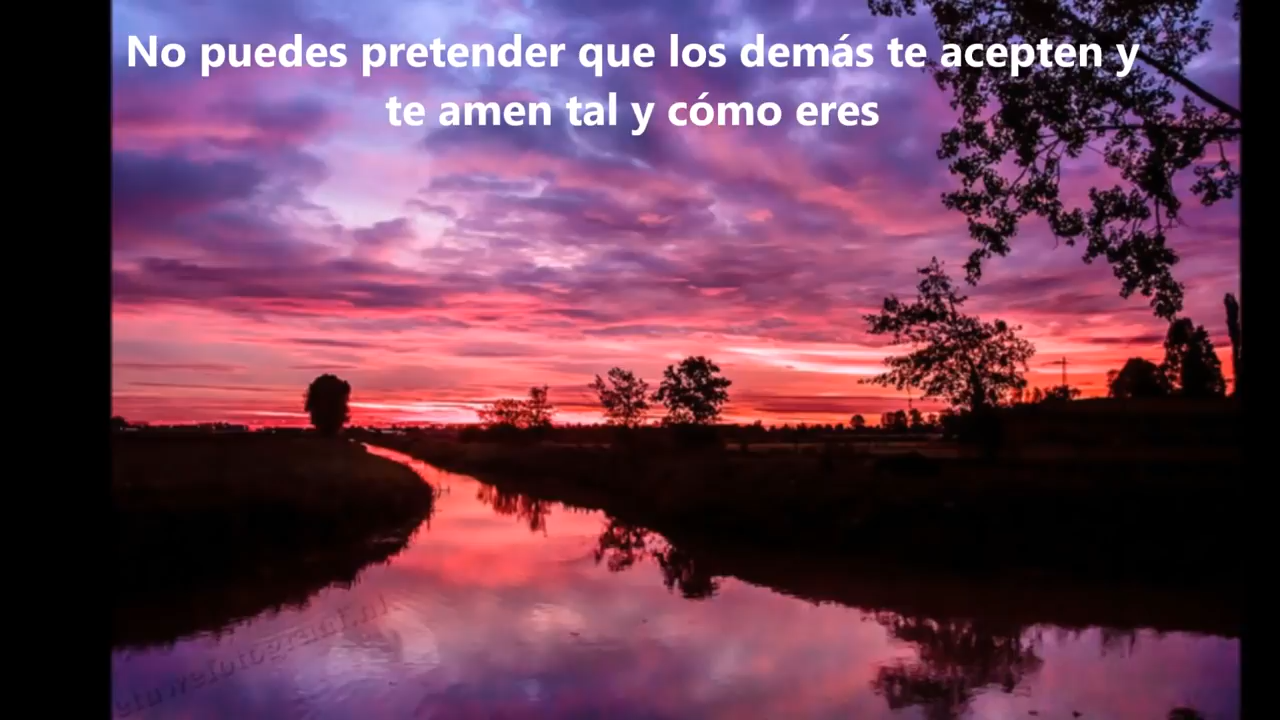 No puedes pretender que los demás te acepten y
te amen tal y cómo eres